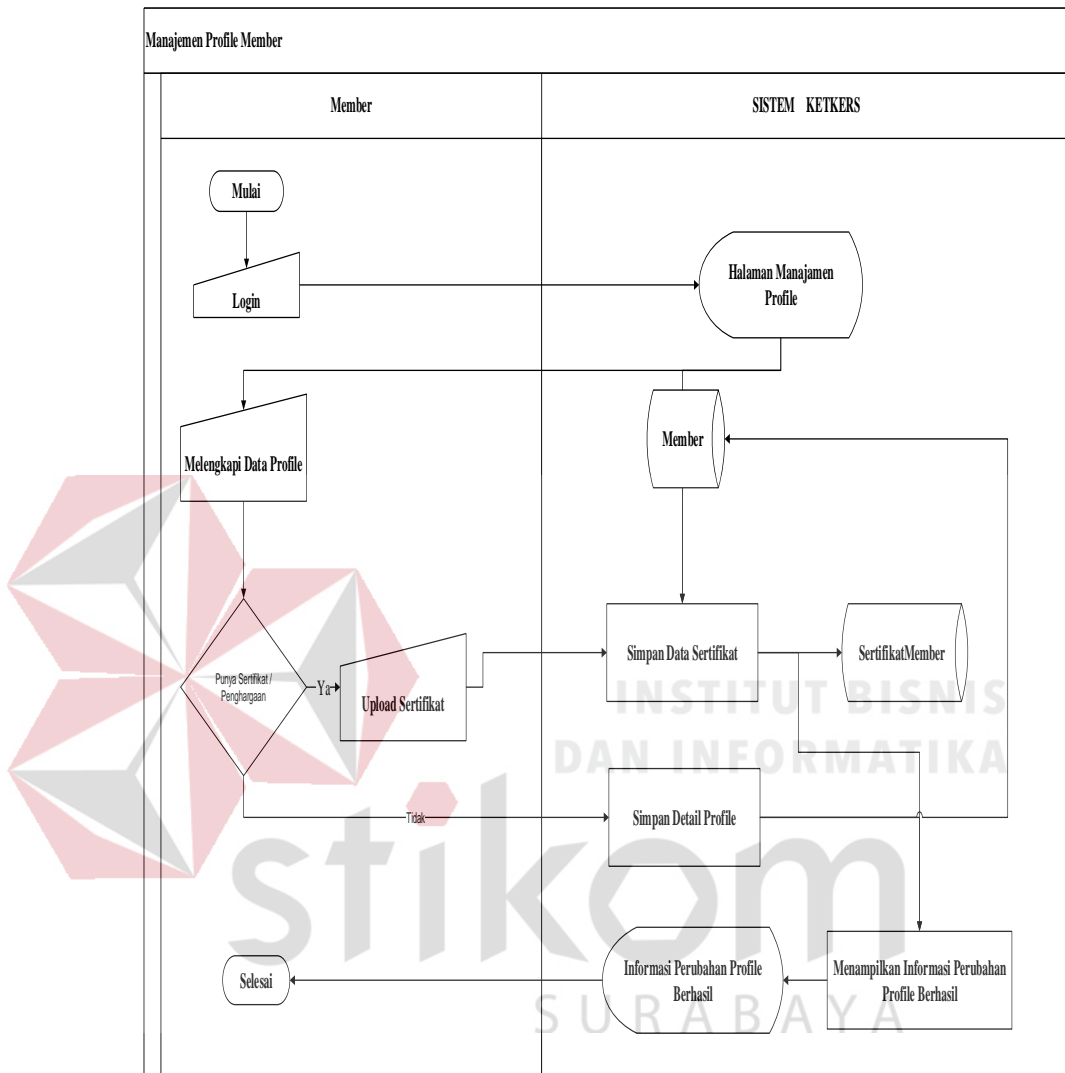 Manajemen Profile Member
Member
SISTEM KETKERS
Mulai
Halaman Manajamen
Profile
Login
Member
Melengkapi Data Profile
Punya Sertifikat /
Penghargaan
Ya
Upload Sertifikat
Simpan Data Sertifikat
SertifikatMember
INSTITUT BISNIS
DAN INFORMATIKA
Tidak
Simpan Detail Profile
stikom
Selesai
Informasi Perubahan Profile
Berhasil
Menampilkan Informasi Perubahan
Profile Berhasil
SURABAYA